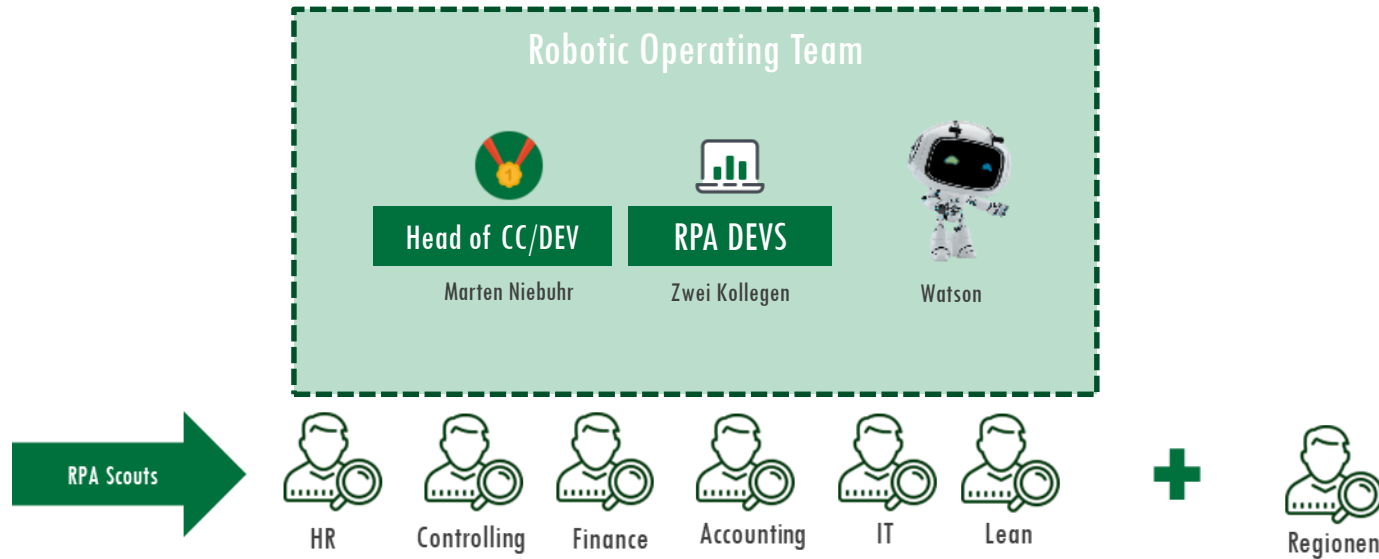 Robotic Operating Team
1
Head of CC/DEV
RPA DEVS
Marten Niebuhr
Zwei Kollegen
Watson
RPA Scouts
HR
Controlling
Finance
Accounting
IT
Lean
Regionen